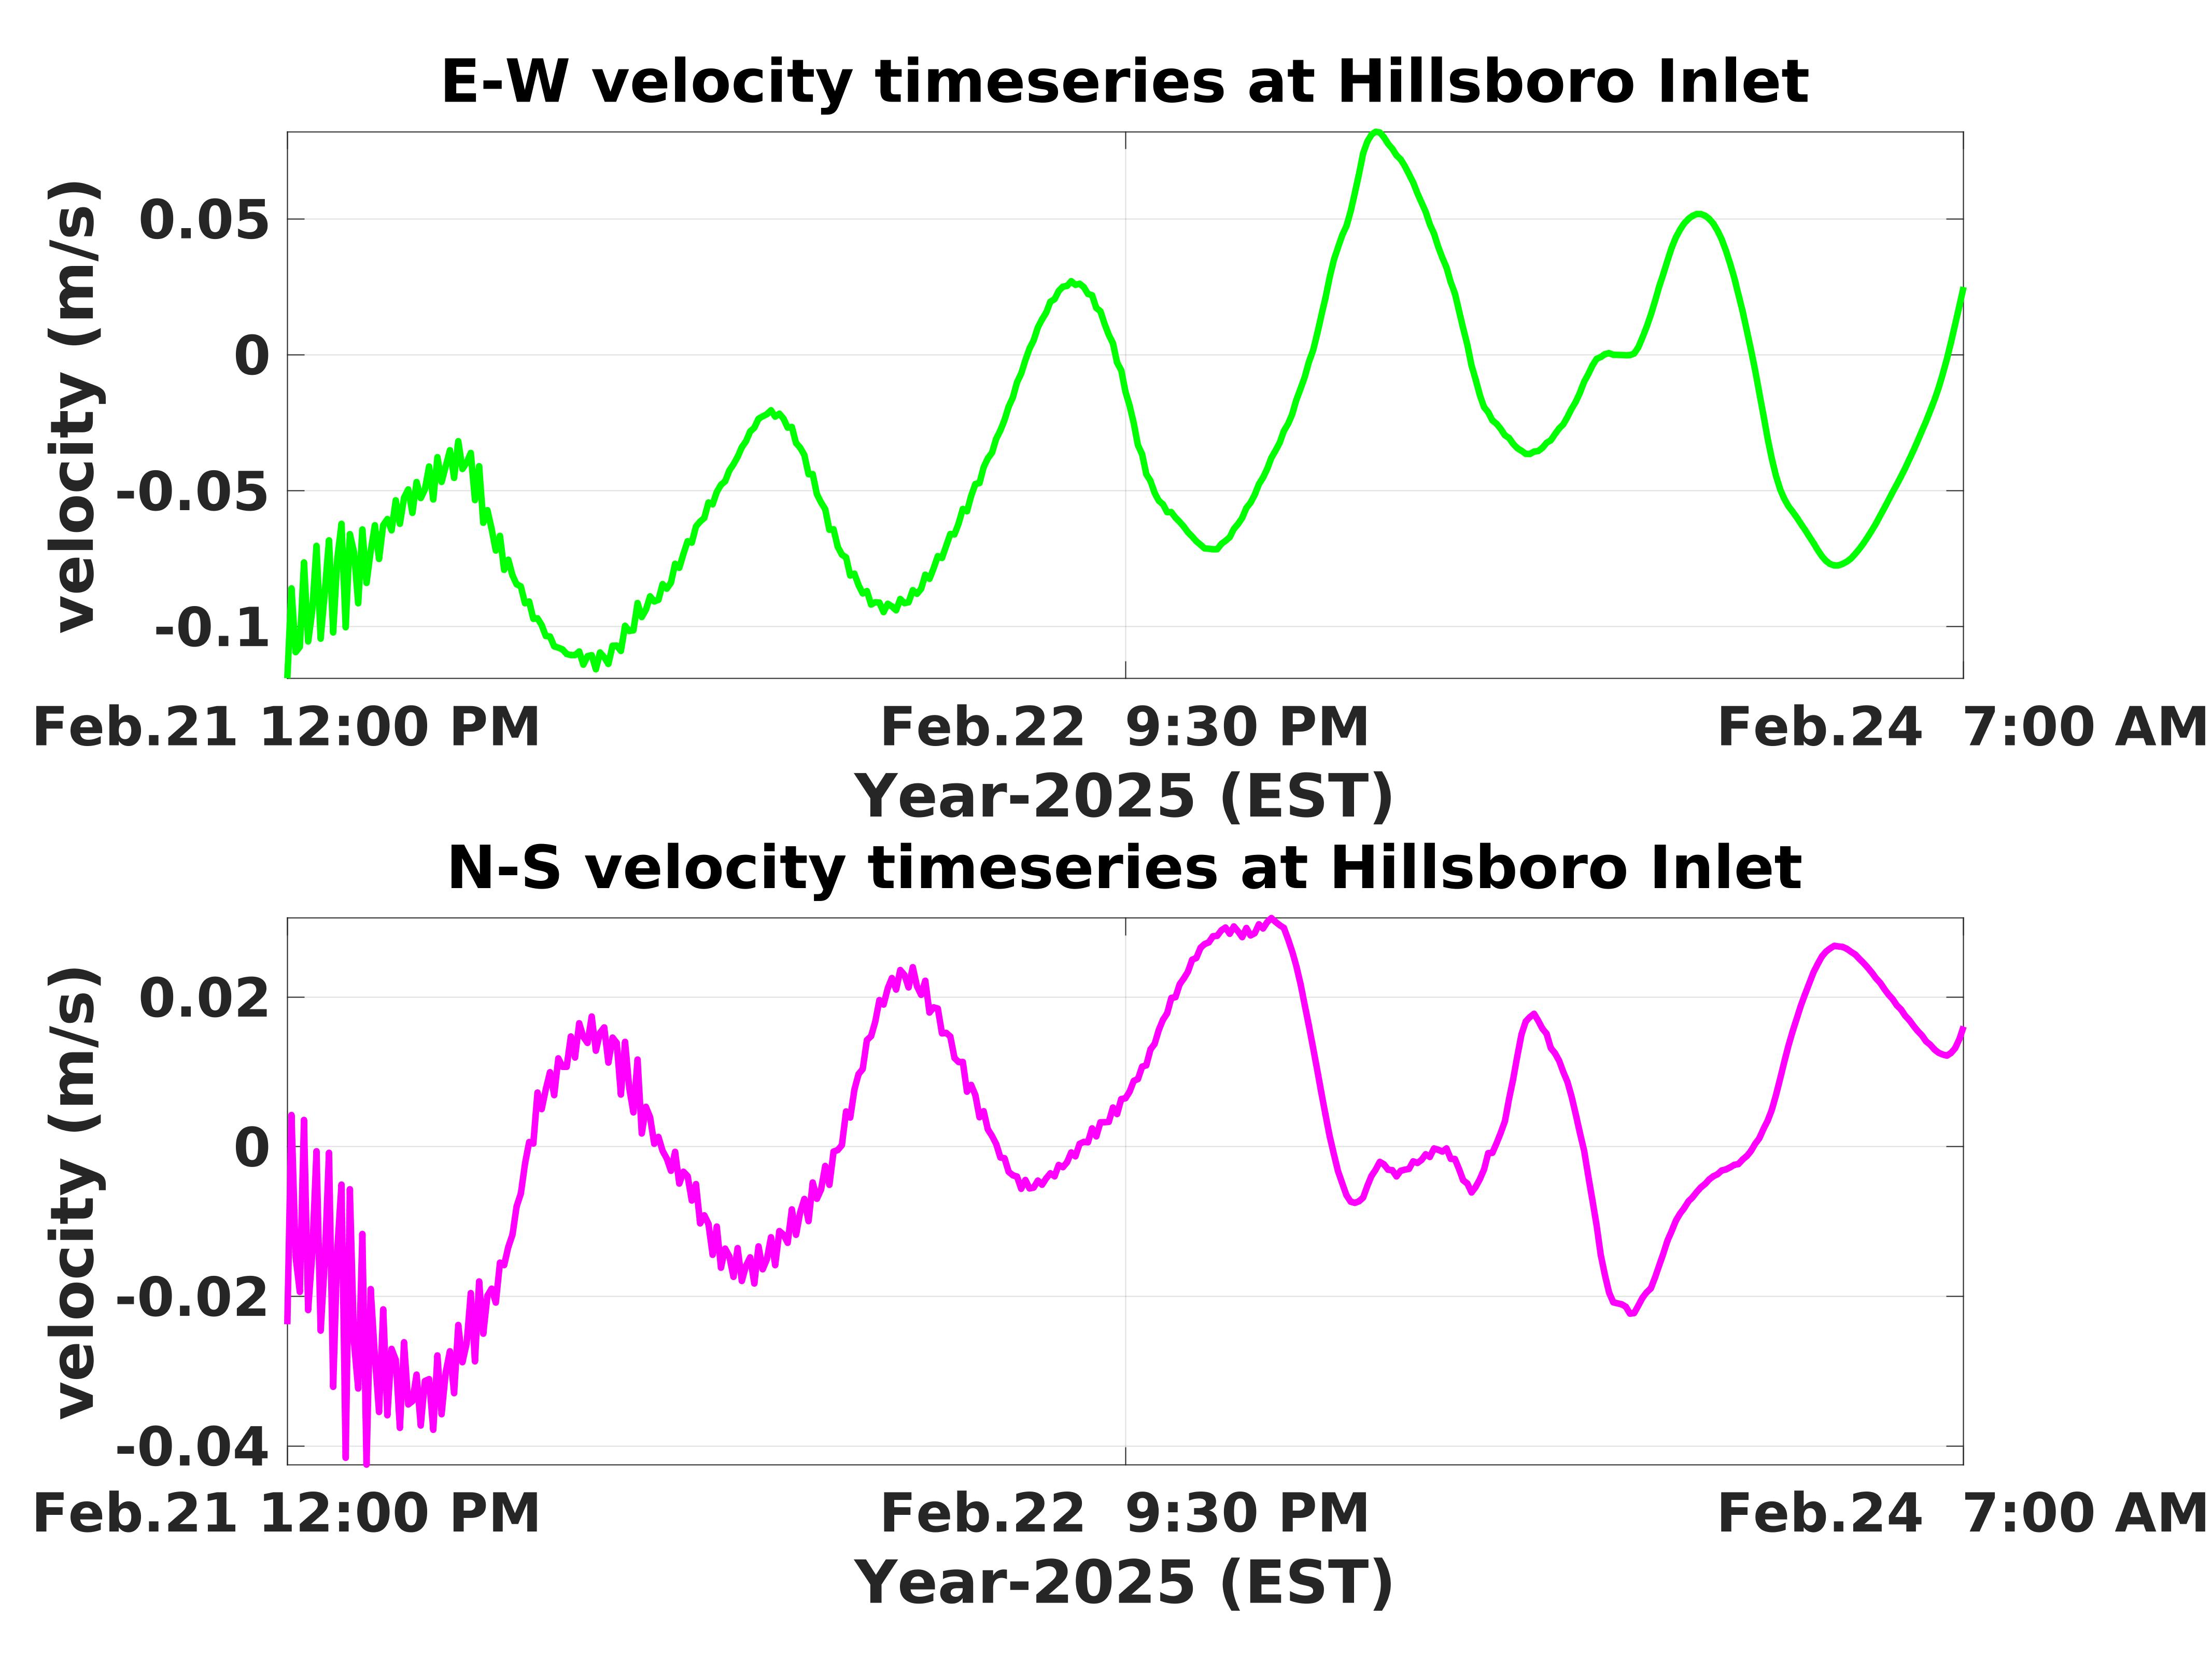 E-W velocity timeseries at Hillsboro Inlet
velocity (m/s)
0.05
0
-0.05
-0.1
Feb.21 12:00 PM
Feb.22  9:30 PM
Feb.24  7:00 AM
Year-2025 (EST)
N-S velocity timeseries at Hillsboro Inlet
velocity (m/s)
0.02
0
-0.02
-0.04
Feb.21 12:00 PM
Feb.22  9:30 PM
Feb.24  7:00 AM
Year-2025 (EST)